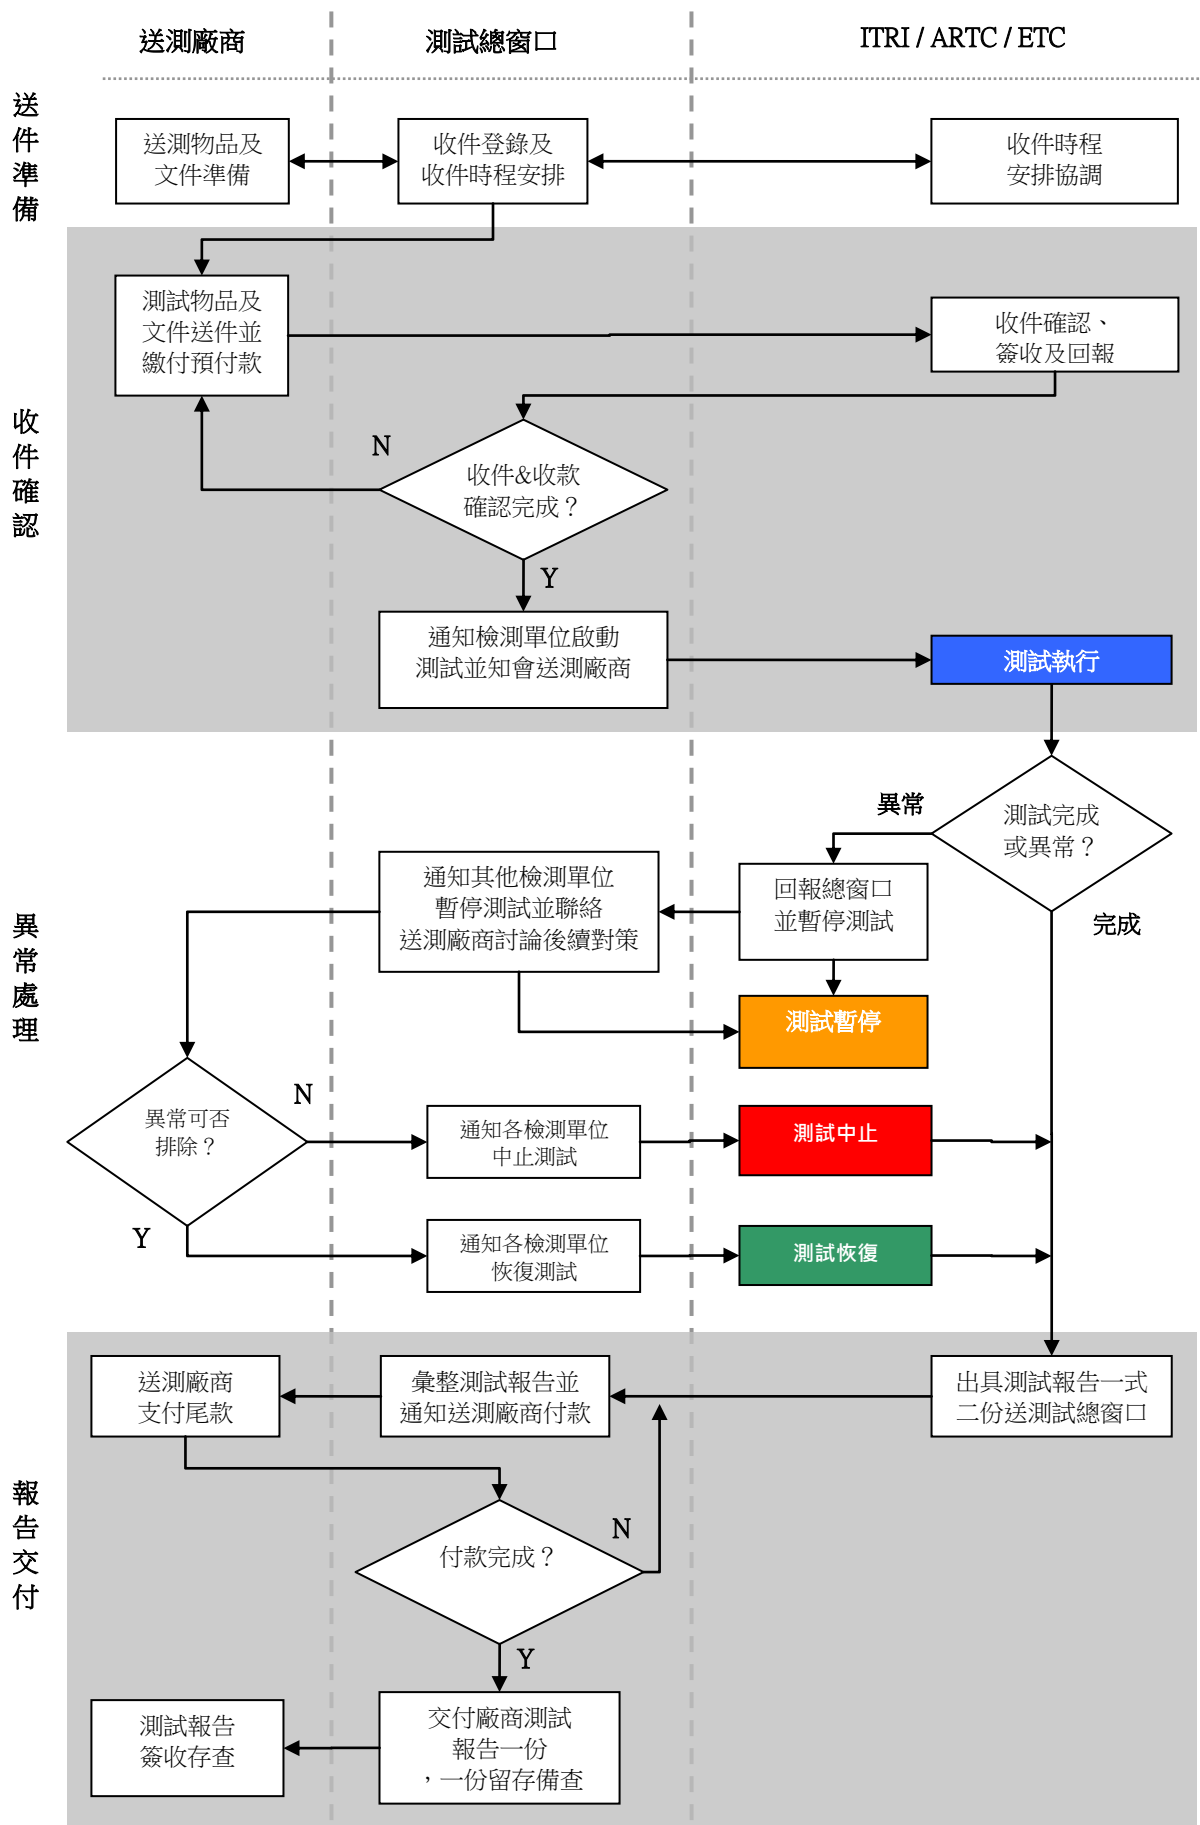 送測廠商
測試總窗口
ITRI / ARTC / ETC
送件準備
送測物品及
文件準備
收件登錄及
收件時程安排
收件時程
安排協調
收件確認
測試物品及
文件送件並
繳付預付款
收件確認、
簽收及回報
N
收件&收款
確認完成？
Y
通知檢測單位啟動
測試並知會送測廠商
測試執行
異常處理
測試完成
或異常？
異常
完成
回報總窗口
並暫停測試
通知其他檢測單位
暫停測試並聯絡
送測廠商討論後續對策
測試暫停
異常可否
排除？
N
通知各檢測單位
中止測試
測試中止
Y
通知各檢測單位
恢復測試
測試恢復
報告交付
送測廠商
支付尾款
彙整測試報告並
通知送測廠商付款
出具測試報告一式
二份送測試總窗口
付款完成？
N
Y
測試報告
簽收存查
交付廠商測試
報告一份
，一份留存備查